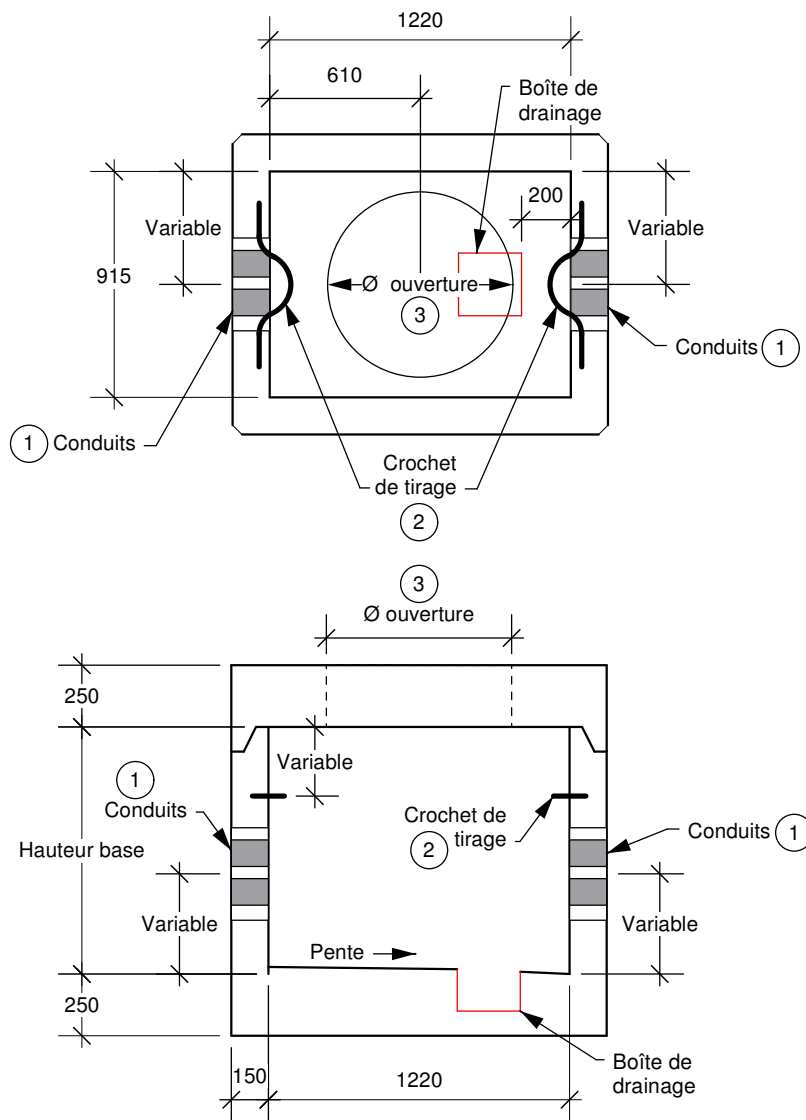 1220
610
Boîte de
drainage
200
Variable
Variable
915
Ø ouverture
3
Conduits 1
1 Conduits
Crochet
de tirage
2
3
Ø ouverture
250
Variable
1
Conduits
Crochet de
tirage
2
Conduits 1
Hauteur base
Variable
Variable
Pente
250
Boîte de
drainage
150
1220